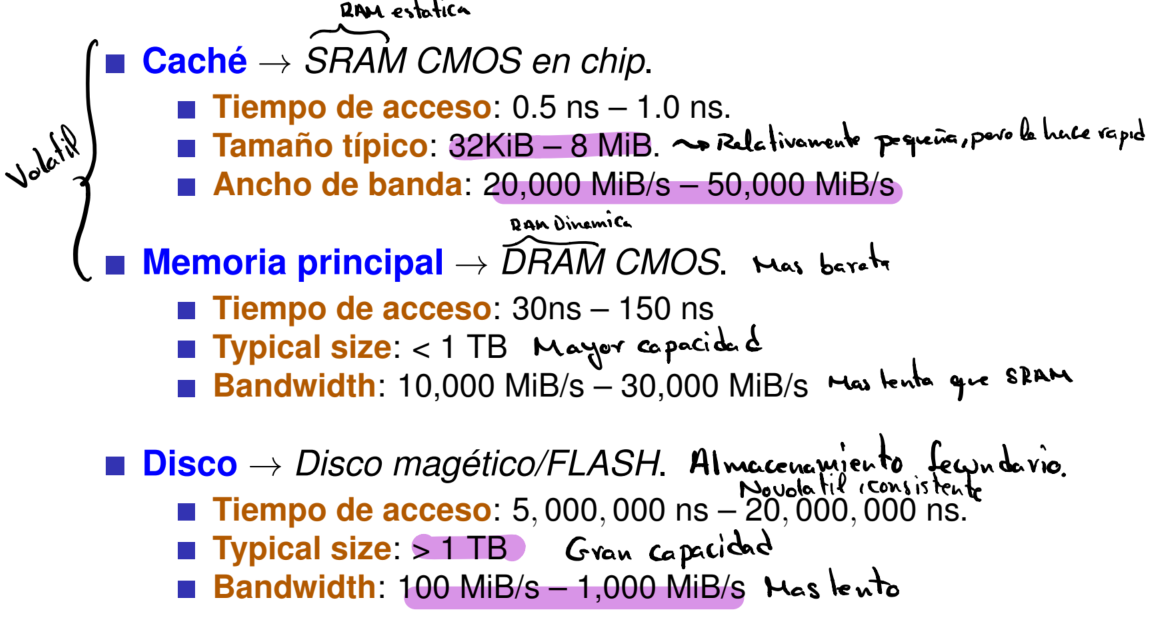 RAM estatica
Caché → SRAM CMOS en chip.
Tiempo de acceso: 0.5 ns – 1.0 ns.
Tamaño típico: 32KiB – 8 MiB. ⇝ Relativamente pequeña, pero la hace rapid
Ancho de banda: 20,000 MiB/s – 50,000 MiB/s
Volatil
RAM Dinamica
Memoria principal → DRAM CMOS. Mas barata
Tiempo de acceso: 30ns – 150 ns
Typical size: < 1 TB Mayor capacidad
Bandwidth: 10,000 MiB/s – 30,000 MiB/s Mas lenta que SRAM
Disco → Disco magético/FLASH. Almacenamiento secundario.
No volatil, consistente
Tiempo de acceso: 5,000,000 ns – 20,000,000 ns.
Typical size: > 1 TB Gran capacidad
Bandwidth: 100 MiB/s – 1,000 MiB/s Mas lento